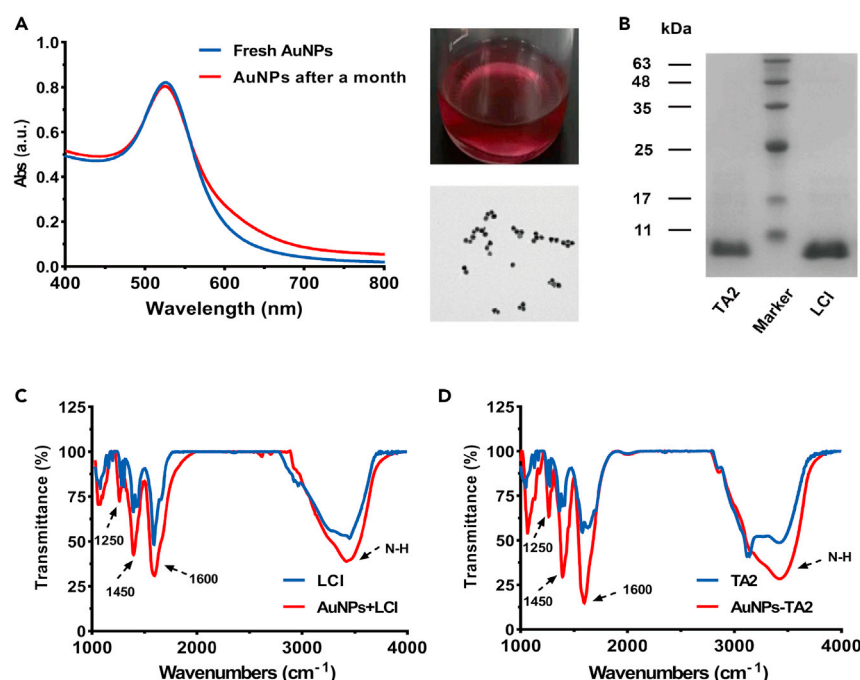 A
Fresh AuNPs
AuNPs after a month
Abs (a.u.)
1.0
0.8
0.6
0.4
0.2
0.0
400 500 600 700 800
Wavelength (nm)
B
kDa
63
48
35
25
17
11
TA2 Marker LCI
C
Transmittance (%)
125
100
75
50
25
0
1250
1450
1600
N-H
LCI
AuNPs+LCI
1000 2000 3000 4000
Wavenumbers (cm⁻¹)
D
Transmittance (%)
125
100
75
50
25
0
1250
1450
1600
N-H
TA2
AuNPs-TA2
1000 2000 3000 4000
Wavenumbers (cm⁻¹)